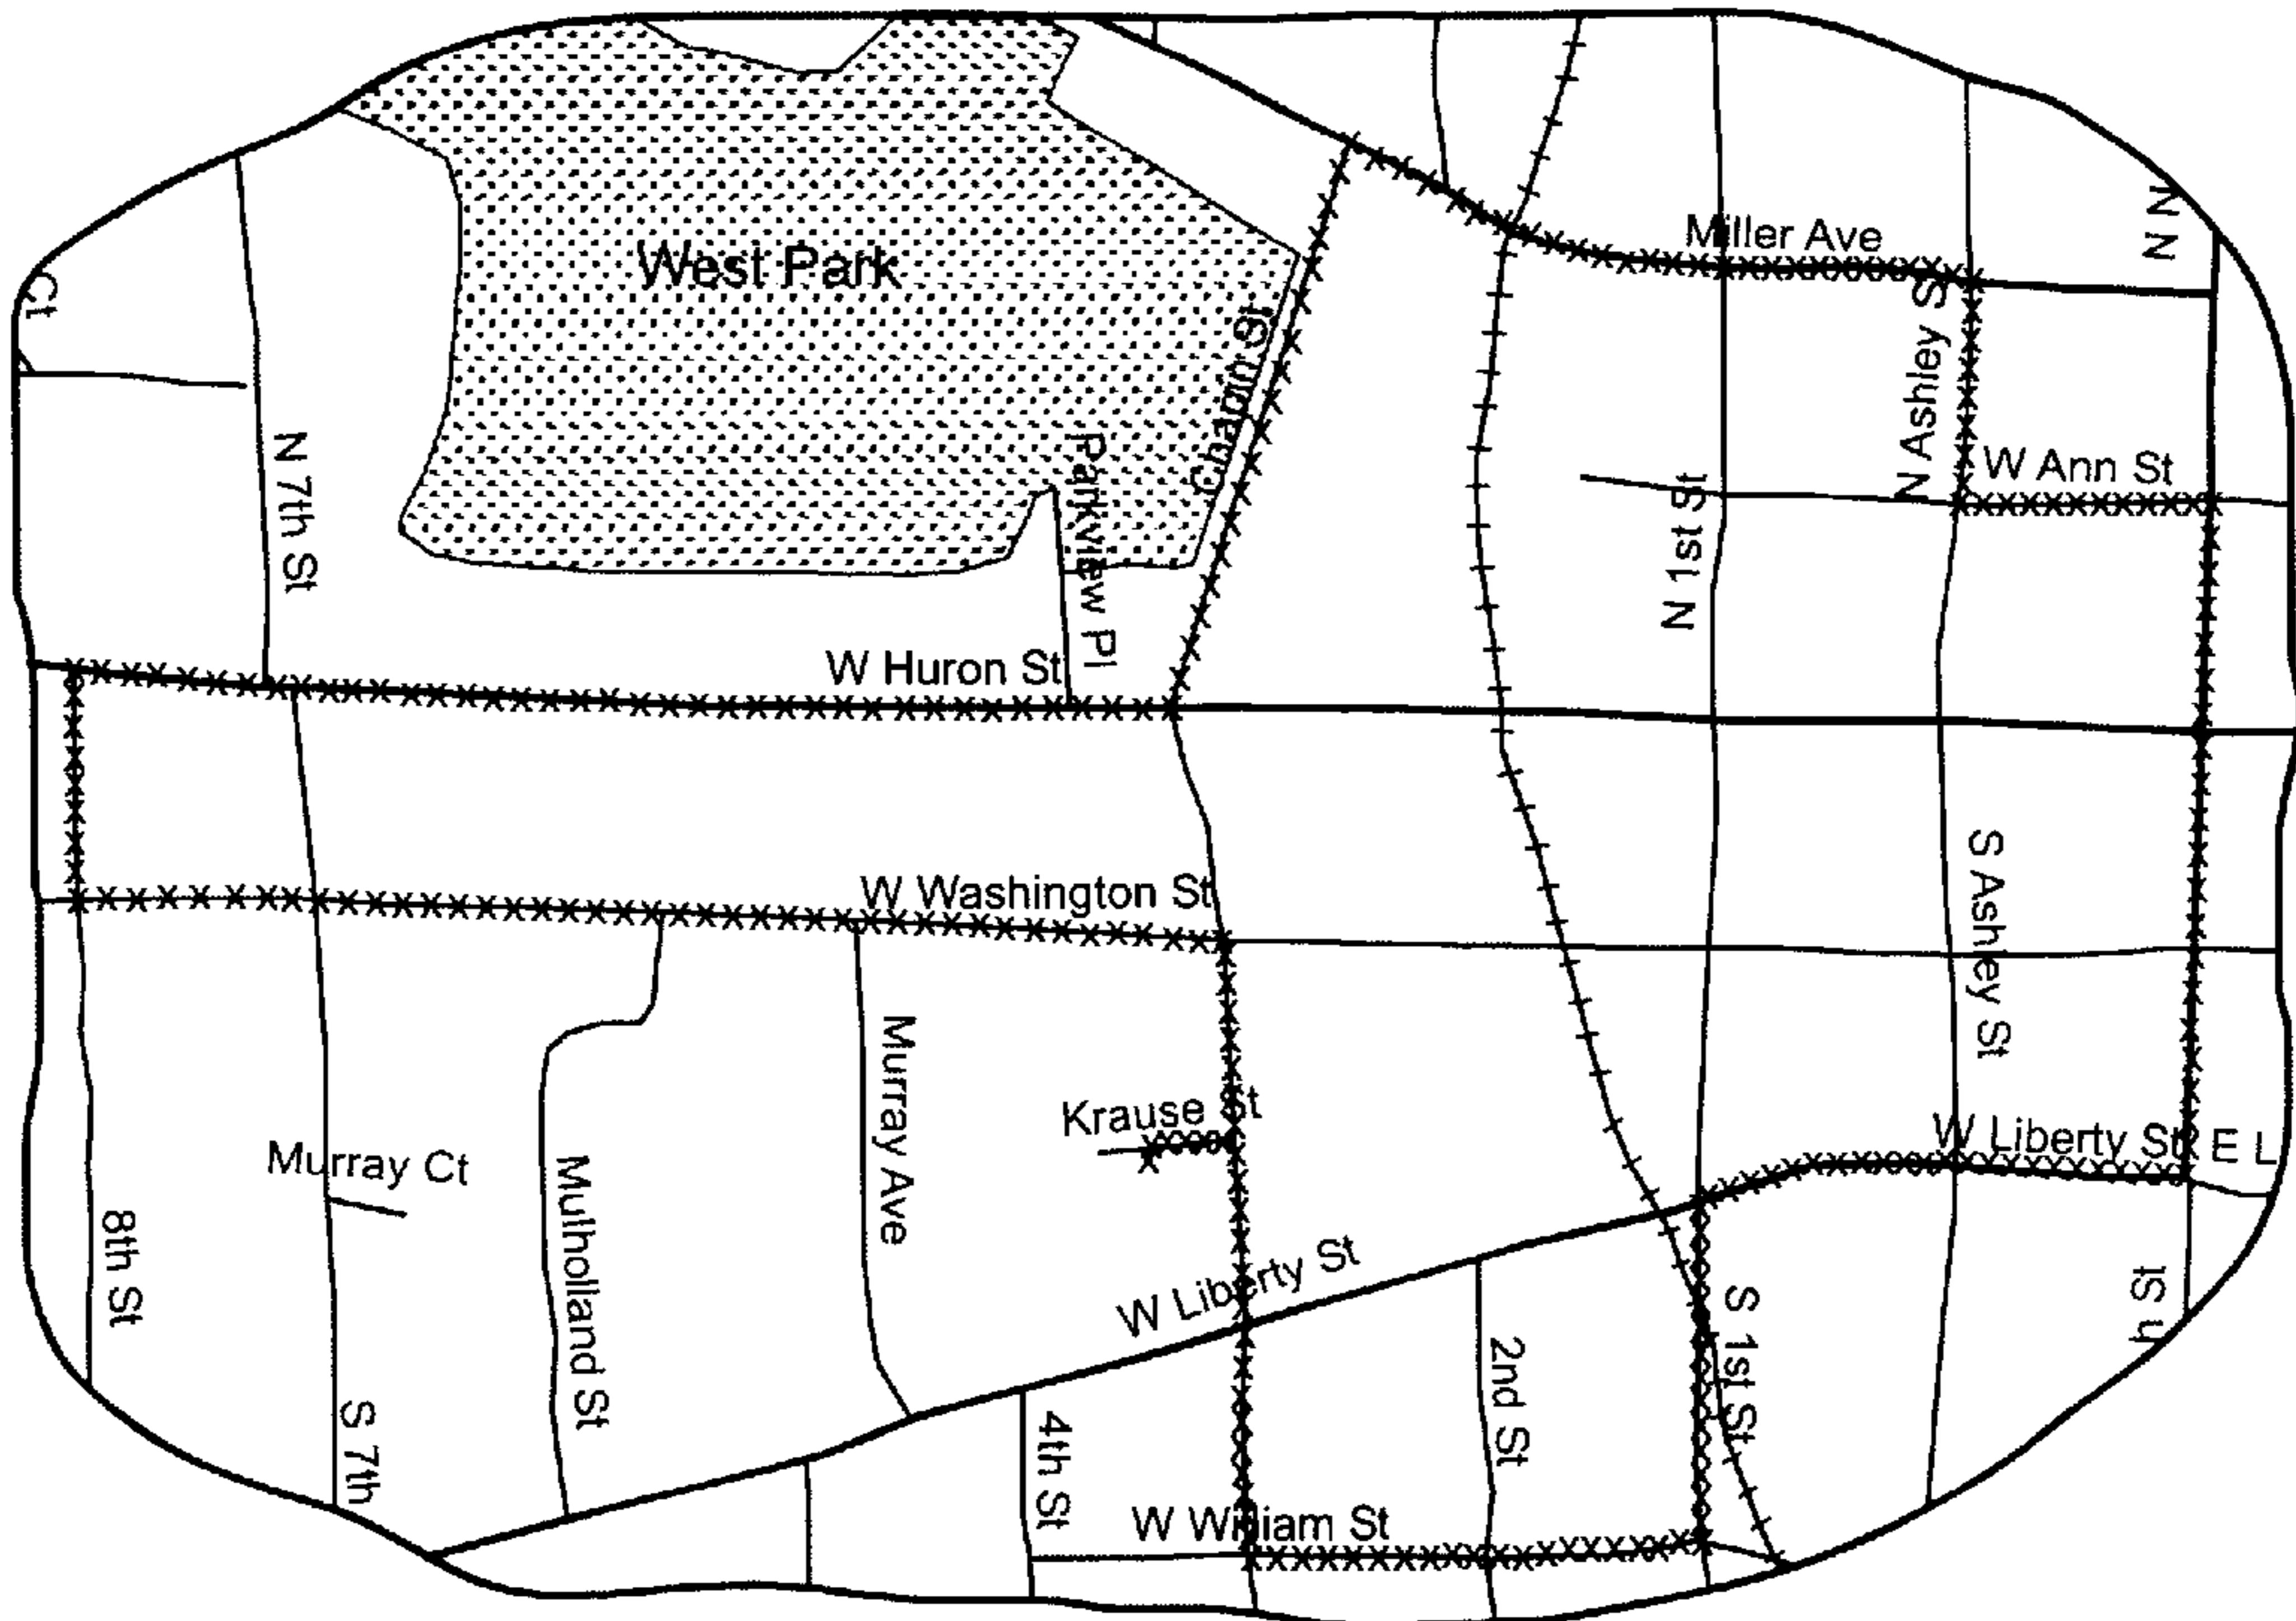 Miller Ave
N
N
West Park
Ct
Chapin St
N Ashley S
W Ann St
N 7th St
Parkview Pl
N 1st St
W Huron St
W Washington St
S Ashley St
Murray Ave
Krause St
W Liberty St
E L
Murray Ct
Mulholland St
8th St
W Liberty St
S 1st St
2nd St
h St
S 7th
4th St
W William St